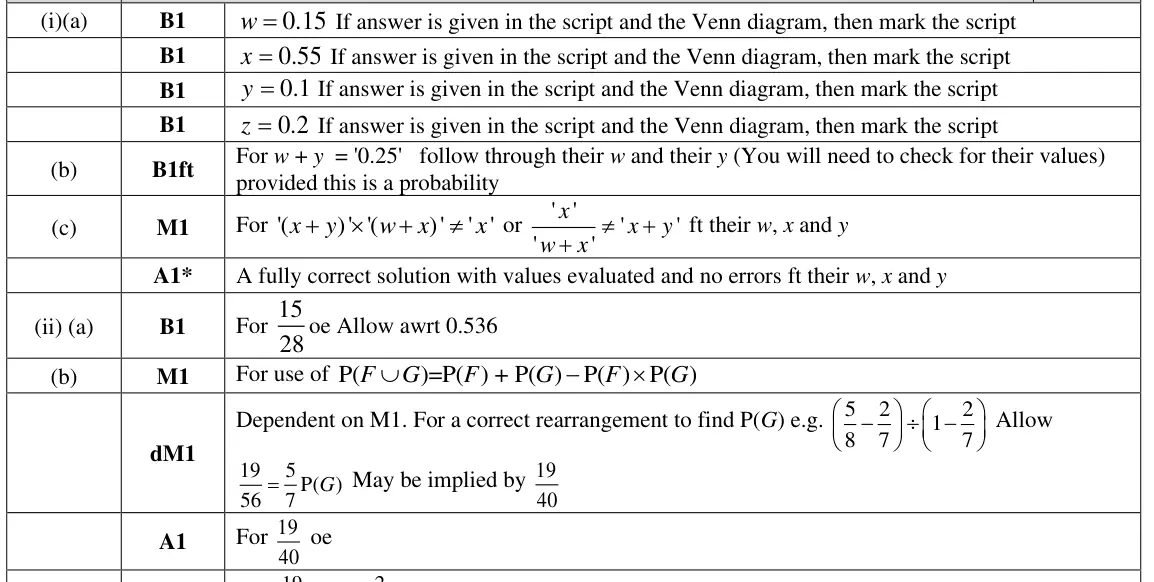 (i)(a) B1 w = 0.15 If answer is given in the script and the Venn diagram, then mark the script
B1 x = 0.55 If answer is given in the script and the Venn diagram, then mark the script
B1 y = 0.1 If answer is given in the script and the Venn diagram, then mark the script
B1 z = 0.2 If answer is given in the script and the Venn diagram, then mark the script
(b) B1ft For w + y = '0.25' follow through their w and their y (You will need to check for their values)
provided this is a probability
(c) M1 For '(x + y)'×'(w + x)' ≠ 'x' or 'x'/'w + x' ≠ 'x + y' ft their w, x and y
A1* A fully correct solution with values evaluated and no errors ft their w, x and y
(ii) (a) B1 For 15/28 oe Allow awrt 0.536
(b) M1 For use of P(F ∪ G)=P(F) + P(G) − P(F) × P(G)
dM1 Dependent on M1. For a correct rearrangement to find P(G) e.g. (5/8 − 2/7) ÷ (1 − 2/7) Allow
19/56 = 5/7 P(G) May be implied by 19/40
A1 For 19/40 oe